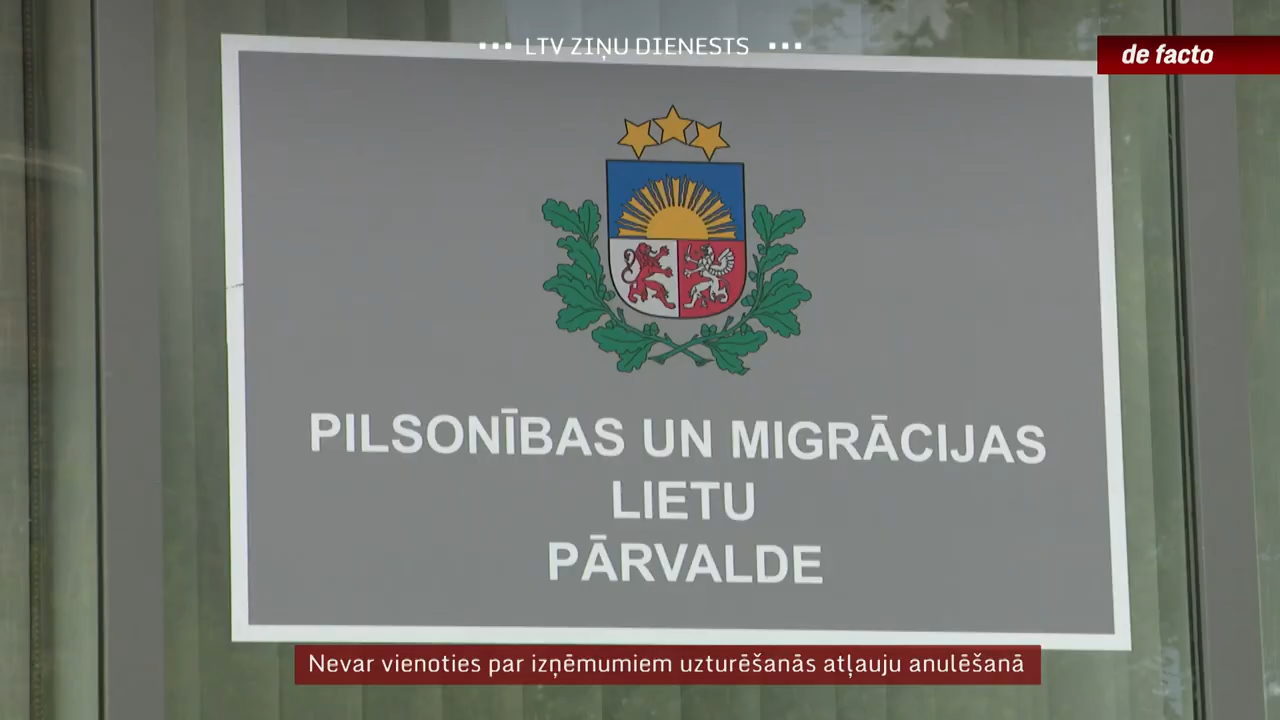 LTV ZIŅU DIENESTS
de facto
PILSONĪBAS UN MIGRĀCIJAS
LIETU
PĀRVALDE
Nevar vienoties par izņēmumiem uzturēšanās atļauju anulēšanā